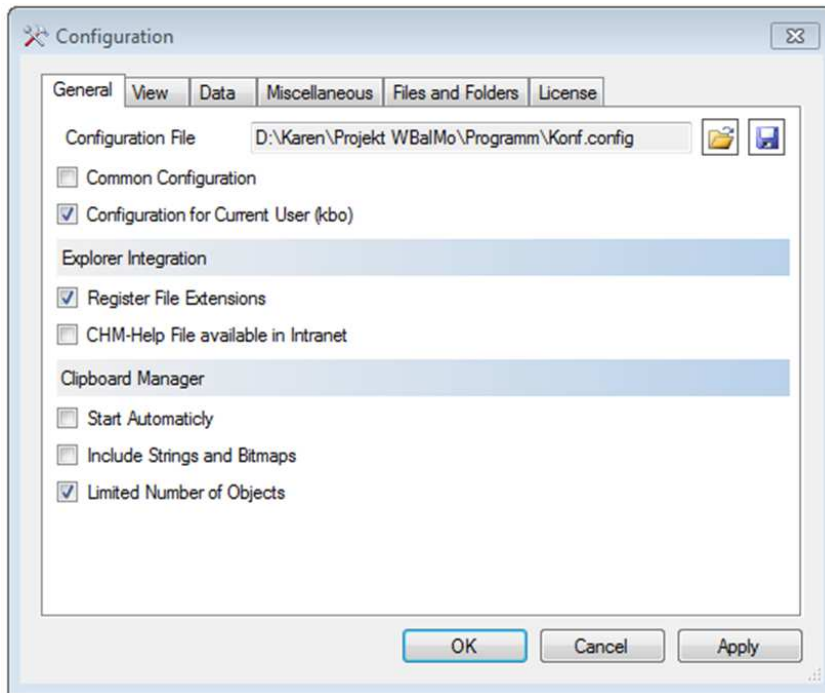 Configuration
General View Data Miscellaneous Files and Folders License
Configuration File D:\Karen\Projekt WBalMo\Programm\Konf.config
Common Configuration
Configuration for Current User (kbo)
Explorer Integration
Register File Extensions
CHM-Help File available in Intranet
Clipboard Manager
Start Automaticly
Include Strings and Bitmaps
Limited Number of Objects
OK Cancel Apply